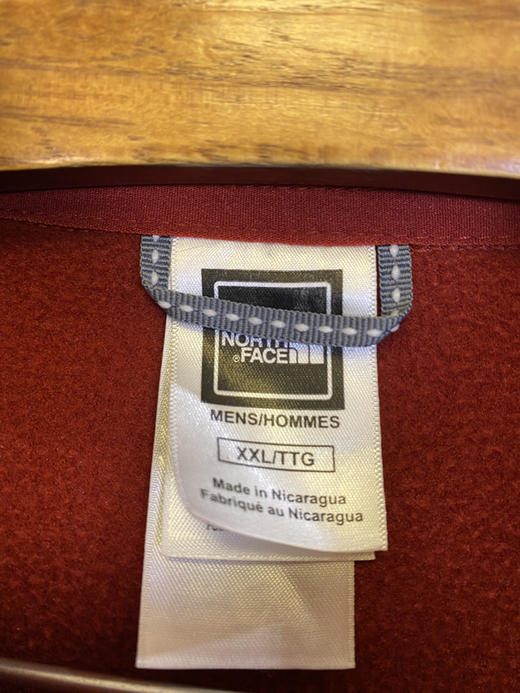 NORTH
®FACE
MENS/HOMMES
XXL/TTG
Made in Nicaragua
Fabriqué au Nicaragua